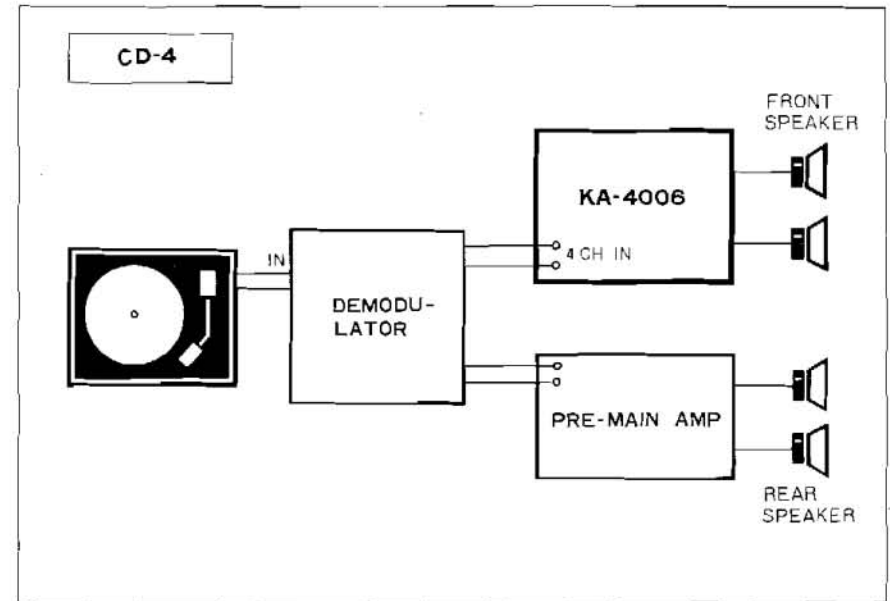 CD-4
FRONT
SPEAKER
KA-4006
4 CH IN
IN
DEMODU-
LATOR
PRE-MAIN AMP
REAR
SPEAKER